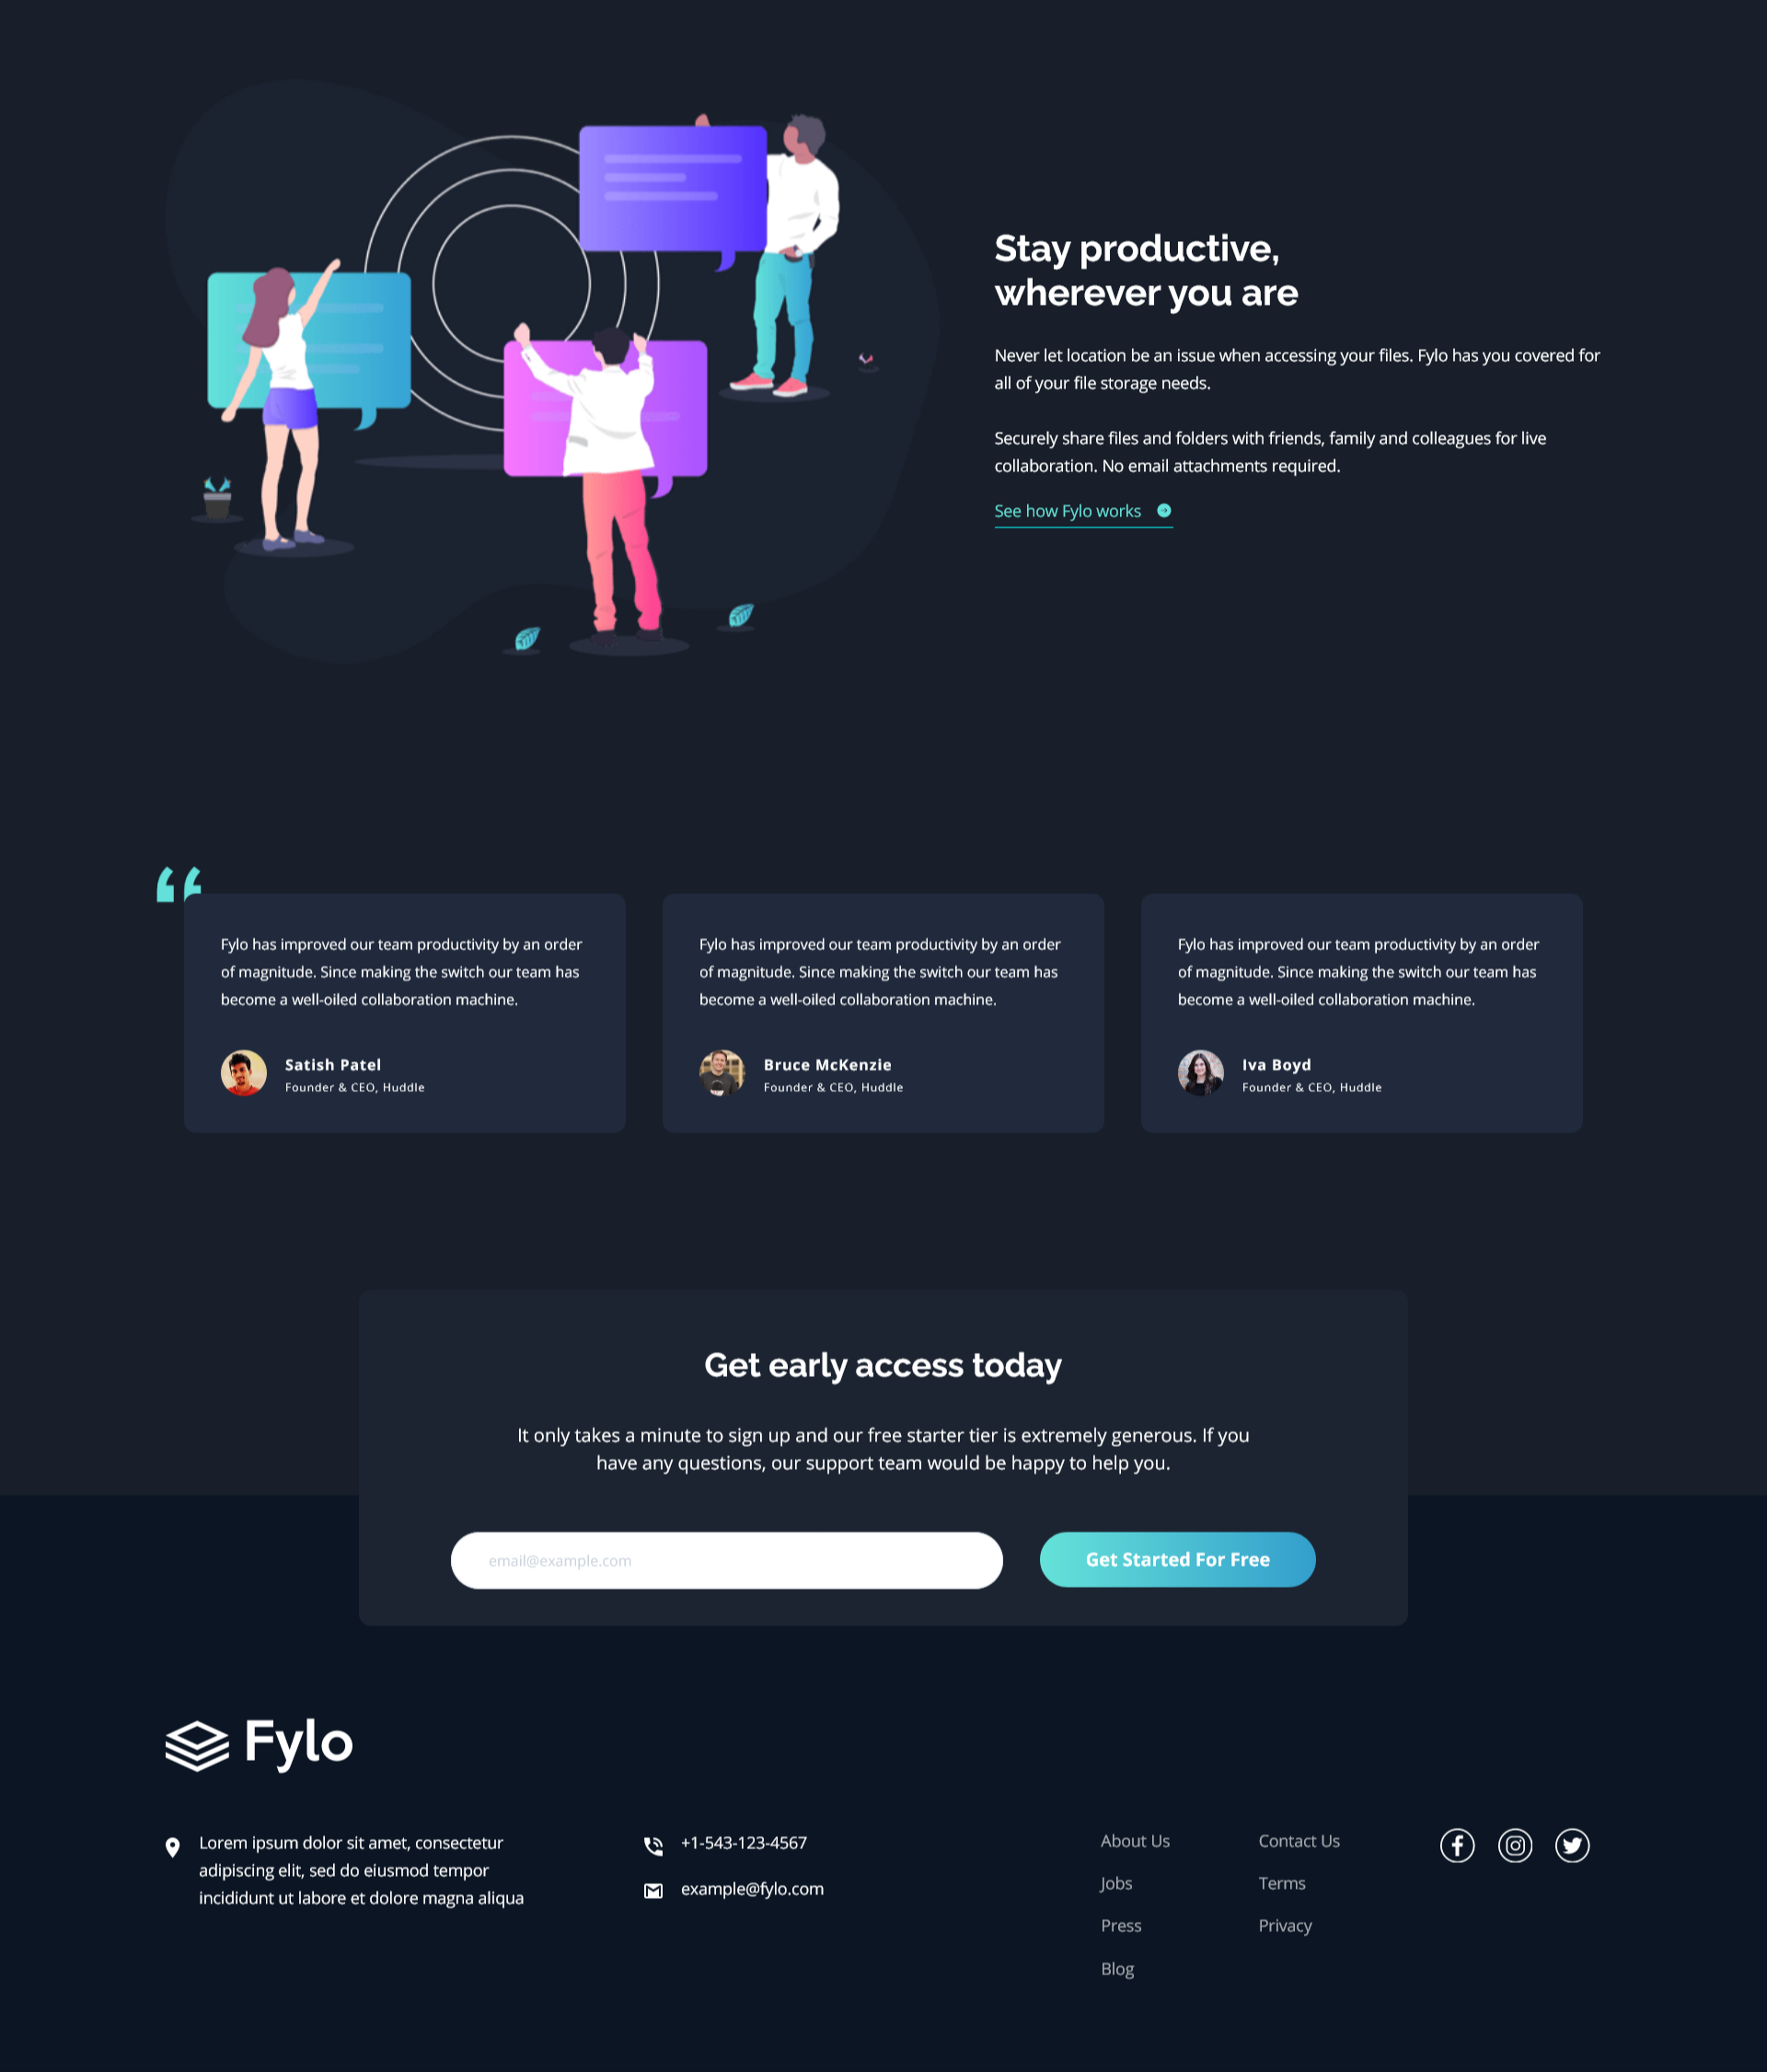 Stay productive,
wherever you are
Never let location be an issue when accessing your files. Fylo has you covered for
all of your file storage needs.
Securely share files and folders with friends, family and colleagues for live
collaboration. No email attachments required.
See how Fylo works
Fylo has improved our team productivity by an order
of magnitude. Since making the switch our team has
become a well-oiled collaboration machine.
Satish Patel
Founder & CEO, Huddle
Fylo has improved our team productivity by an order
of magnitude. Since making the switch our team has
become a well-oiled collaboration machine.
Bruce McKenzie
Founder & CEO, Huddle
Fylo has improved our team productivity by an order
of magnitude. Since making the switch our team has
become a well-oiled collaboration machine.
Iva Boyd
Founder & CEO, Huddle
Get early access today
It only takes a minute to sign up and our free starter tier is extremely generous. If you
have any questions, our support team would be happy to help you.
email@example.com
Get Started For Free
Fylo
Lorem ipsum dolor sit amet, consectetur
adipiscing elit, sed do eiusmod tempor
incididunt ut labore et dolore magna aliqua
+1-543-123-4567
example@fylo.com
About Us
Jobs
Press
Blog
Contact Us
Terms
Privacy